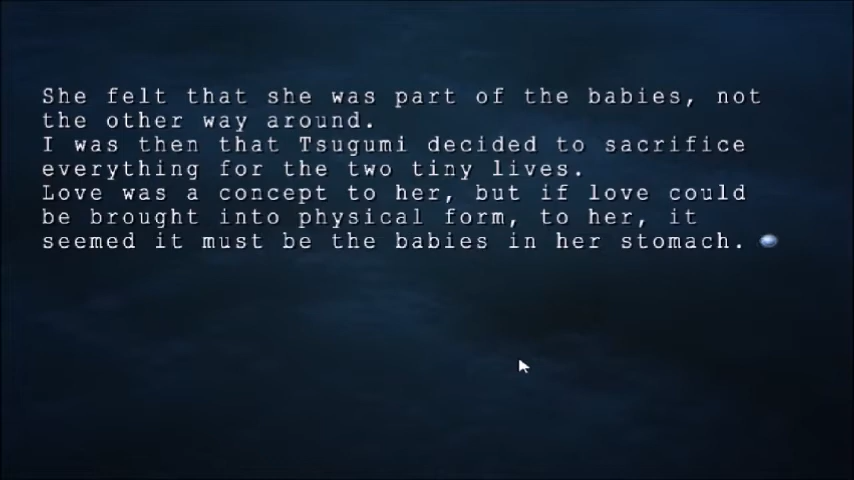 She felt that she was part of the babies, not
the other way around.
I was then that Tsugumi decided to sacrifice
everything for the two tiny lives.
Love was a concept to her, but if love could
be brought into physical form, to her, it
seemed it must be the babies in her stomach.